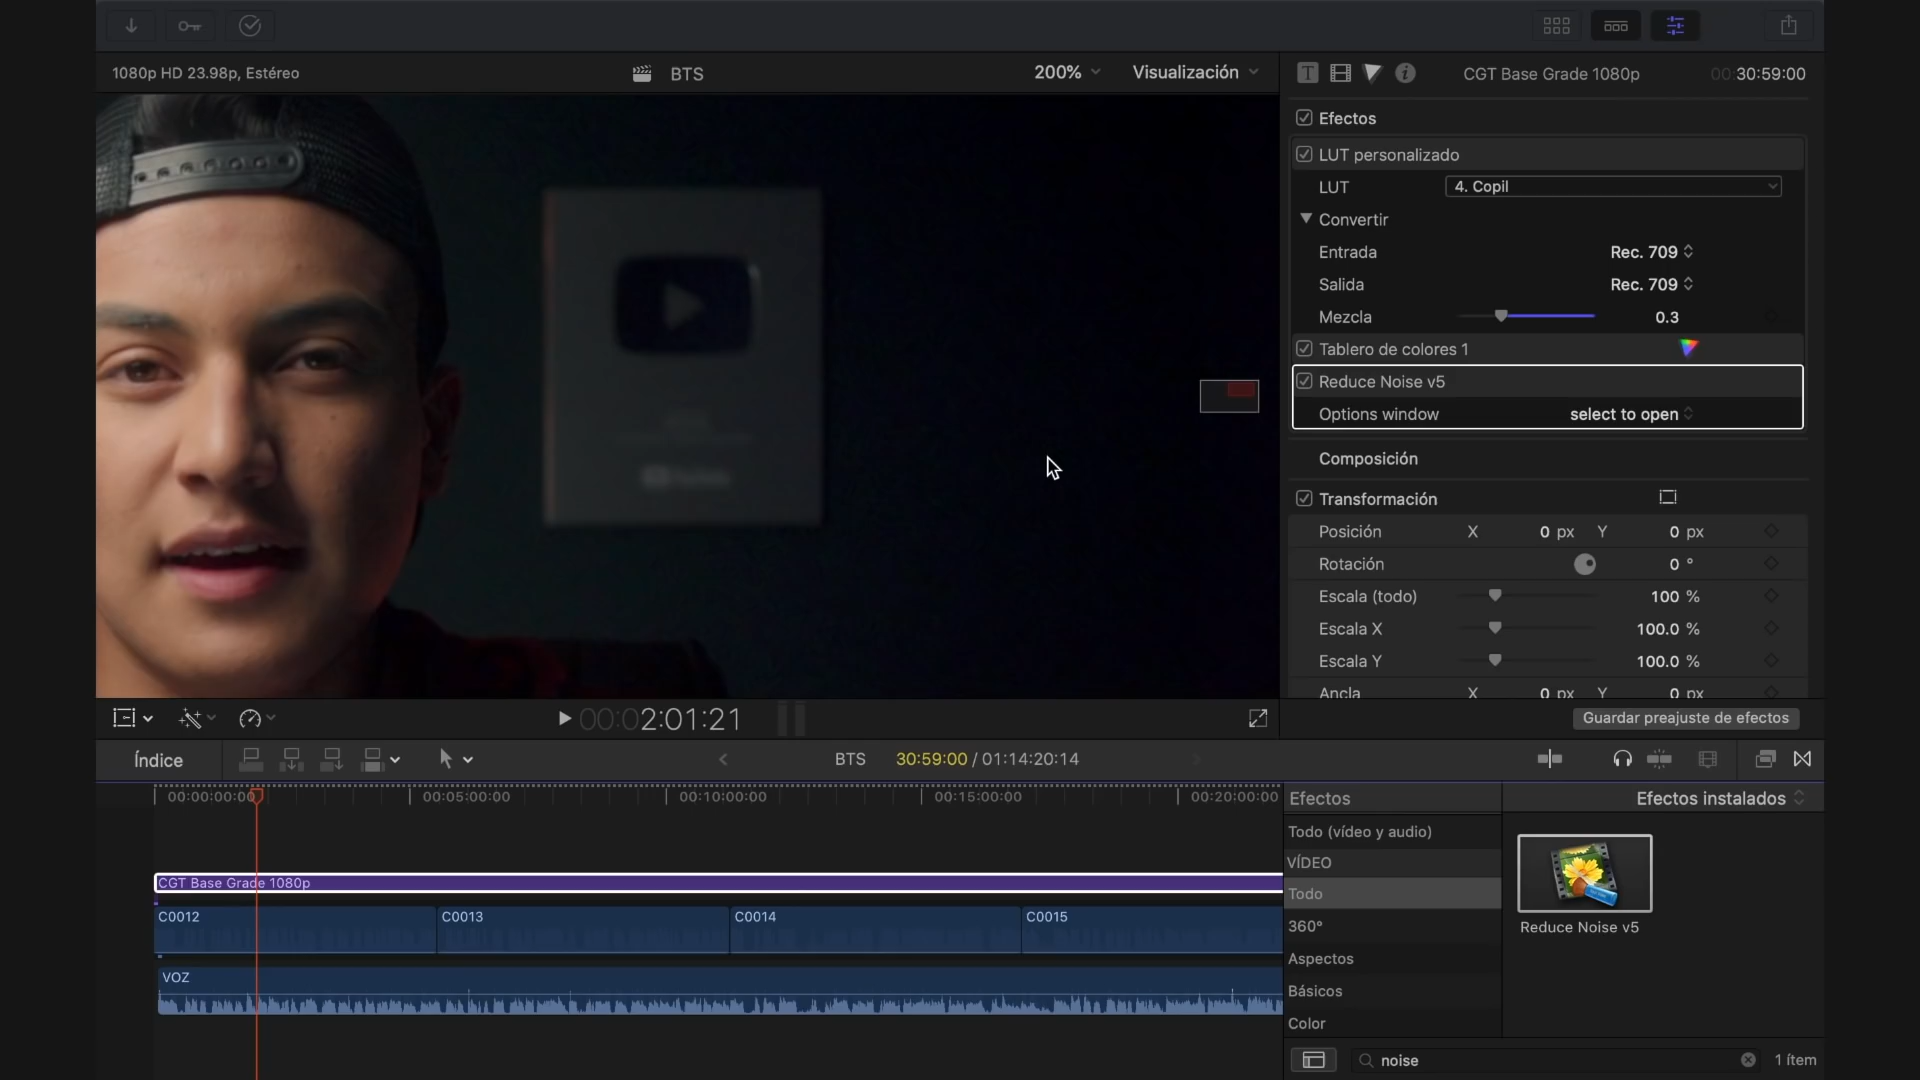 1080p HD 23.98p, Estéreo
BTS
200%
Visualización
CGT Base Grade 1080p
00:30:59:00
Efectos
LUT personalizado
LUT
4. Copil
Convertir
Entrada
Rec. 709
Salida
Rec. 709
Mezcla
0.3
Tablero de colores 1
Reduce Noise v5
Options window
select to open
Composición
Transformación
Posición X 0 px Y 0 px
Rotación 0 °
Escala (todo) 100 %
Escala X 100.0 %
Escala Y 100.0 %
Ancla X 0 px Y 0 px
00:02:01:21
Guardar preajuste de efectos
Índice
BTS
30:59:00 / 01:14:20:14
00:00:00:00
00:05:00:00
00:10:00:00
00:15:00:00
00:20:00:00
CGT Base Grade 1080p
C0012
C0013
C0014
C0015
VOZ
Efectos
Efectos instalados
Todo (vídeo y audio)
VÍDEO
Todo
360°
Aspectos
Básicos
Color
Reduce Noise v5
noise
1 ítem